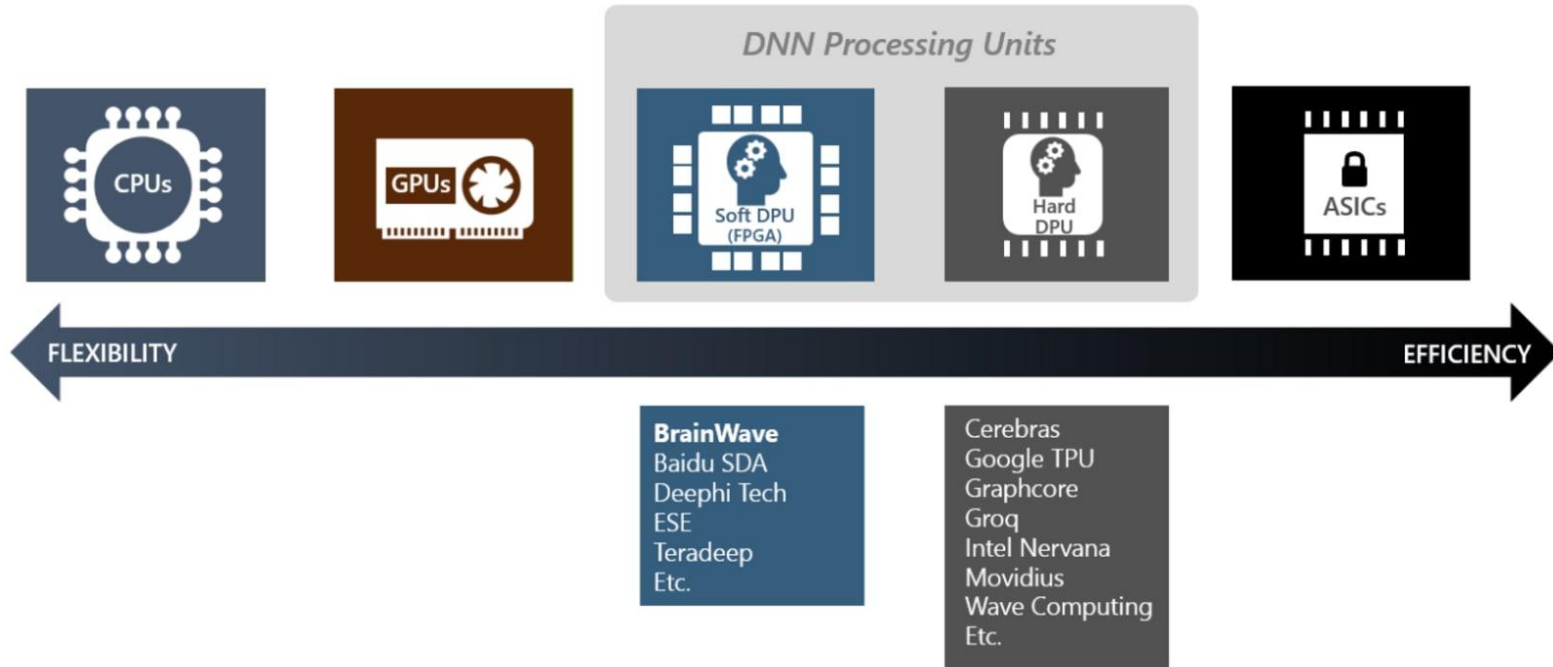 DNN Processing Units
CPUs
GPUs
Soft DPU
(FPGA)
Hard
DPU
ASICs
FLEXIBILITY
EFFICIENCY
BrainWave
Baidu SDA
Deephi Tech
ESE
Teradeep
Etc.
Cerebras
Google TPU
Graphcore
Groq
Intel Nervana
Movidius
Wave Computing
Etc.